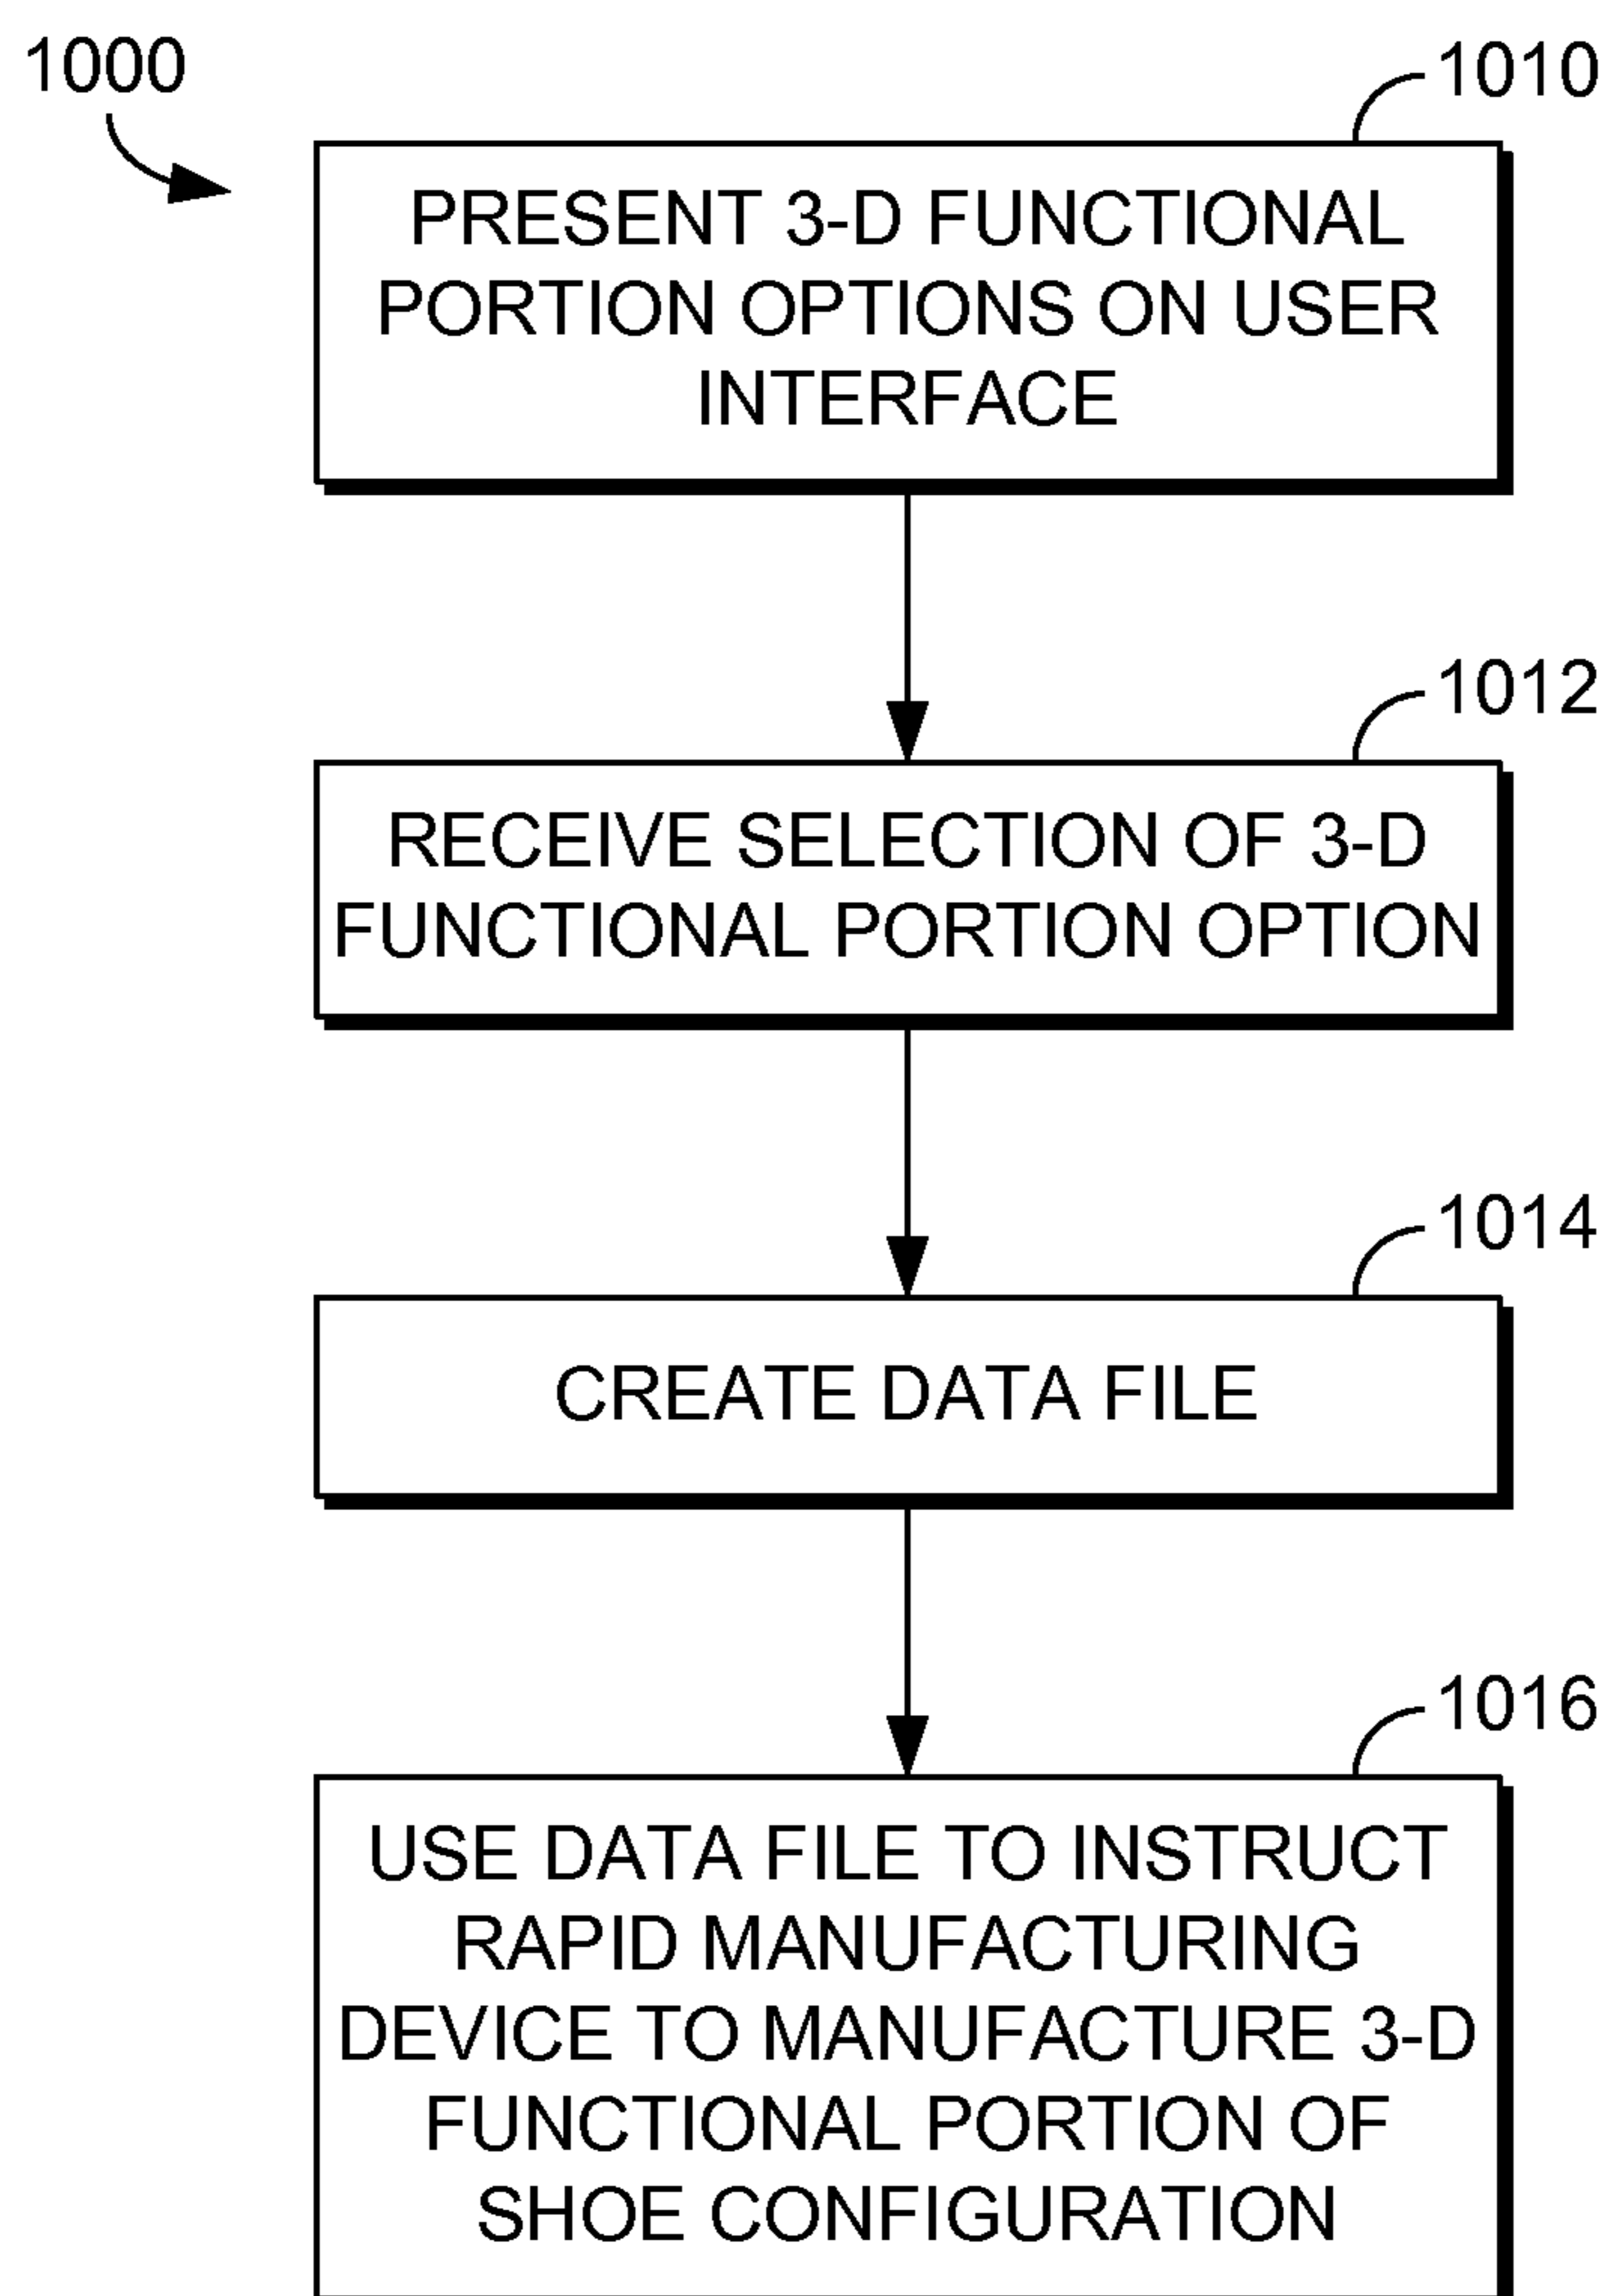 1000
1010
PRESENT 3-D FUNCTIONAL
PORTION OPTIONS ON USER
INTERFACE
1012
RECEIVE SELECTION OF 3-D
FUNCTIONAL PORTION OPTION
1014
CREATE DATA FILE
1016
USE DATA FILE TO INSTRUCT
RAPID MANUFACTURING
DEVICE TO MANUFACTURE 3-D
FUNCTIONAL PORTION OF
SHOE CONFIGURATION